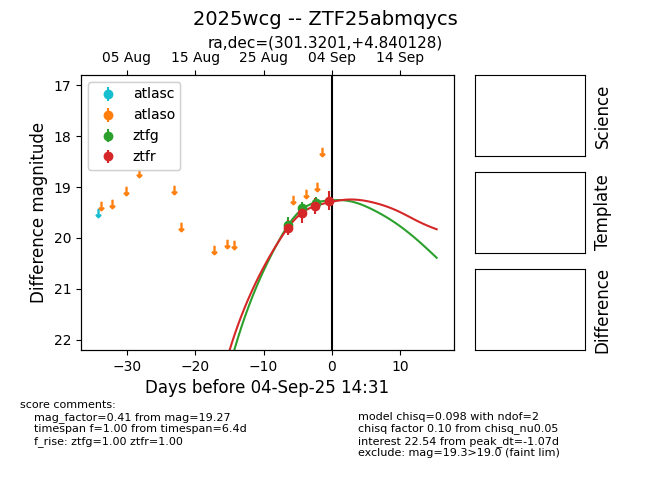 2025wcg -- ZTF25abmqycs
ra,dec=(301.3201,+4.840128)
05 Aug 15 Aug 25 Aug 04 Sep 14 Sep
17
18
19
20
21
22
Difference magnitude
atlasc
atlaso
ztfg
ztfr
−30 −20 −10 0 10
Days before 04-Sep-25 14:31
Science
Template
Difference
score comments:
mag_factor=0.41 from mag=19.27
timespan f=1.00 from timespan=6.4d
f_rise: ztfg=1.00 ztfr=1.00
model chisq=0.098 with ndof=2
chisq factor 0.10 from chisq_nu0.05
interest 22.54 from peak_dt=-1.07d
exclude: mag=19.3>19.0 (faint lim)